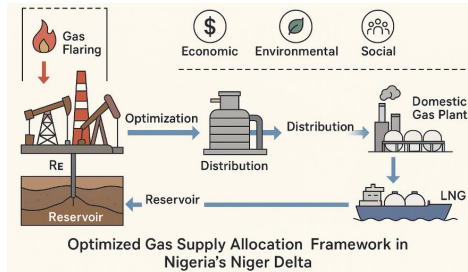 Gas
Flaring
$
Economic
Environmental
Social
Optimization
Distribution
Distribution
Domestic
Gas Plant
RE
Reservoir
Reservoir
LNG
Optimized Gas Supply Allocation Framework in
Nigeria's Niger Delta